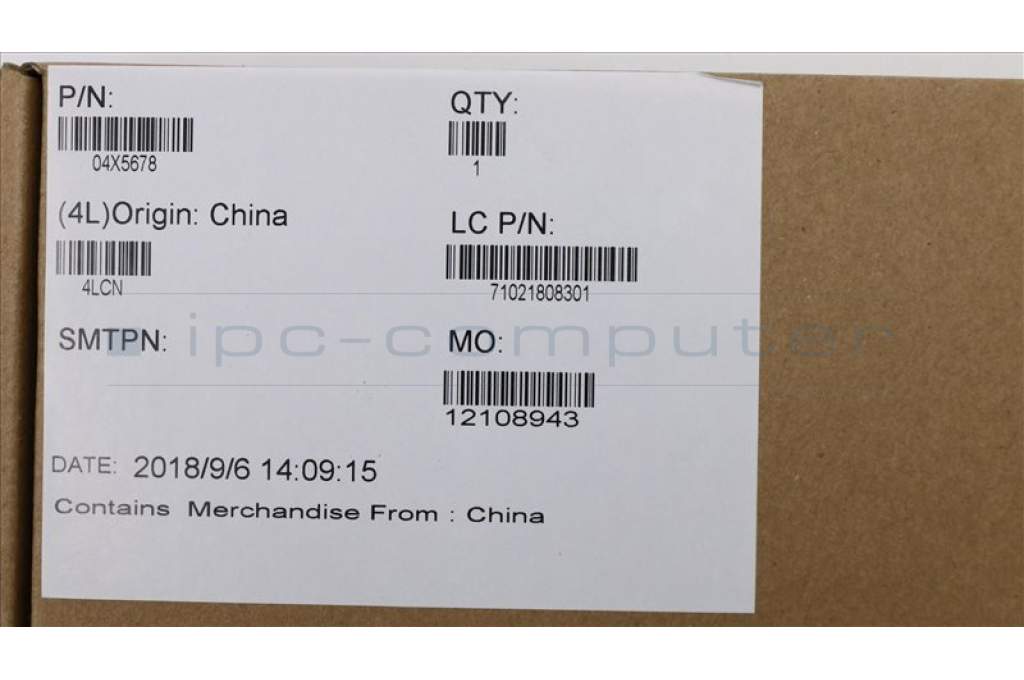 P/N:
04X5678
QTY:
1
(4L)Origin: China
4LCN
LC P/N:
71021808301
SMTPN:
MO:
12108943
ipc-computer
DATE: 2018/9/6 14:09:15
Contains Merchandise From : China